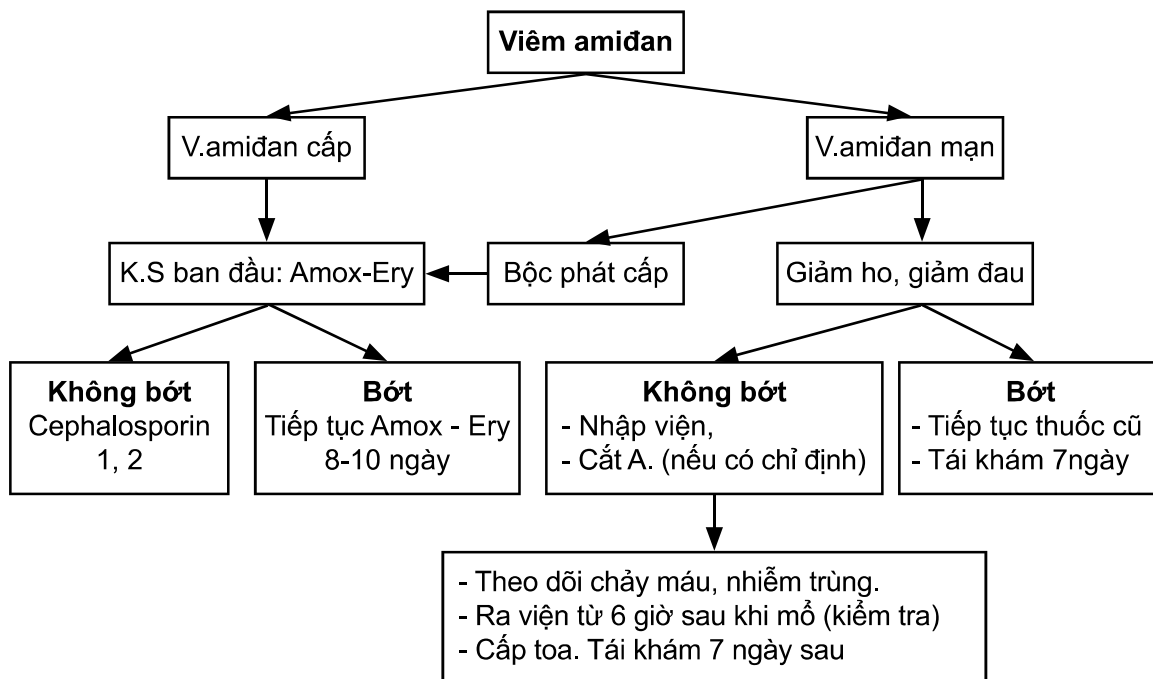 Viêm amiđan
V.amiđan cấp
V.amiđan mạn
K.S ban đầu: Amox-Ery
Bộc phát cấp
Giảm ho, giảm đau
Không bớt
Cephalosporin
1, 2
Bớt
Tiếp tục Amox - Ery
8-10 ngày
Không bớt
- Nhập viện,
- Cắt A. (nếu có chỉ định)
Bớt
- Tiếp tục thuốc cũ
- Tái khám 7ngày
- Theo dõi chảy máu, nhiễm trùng.
- Ra viện từ 6 giờ sau khi mổ (kiểm tra)
- Cấp toa. Tái khám 7 ngày sau